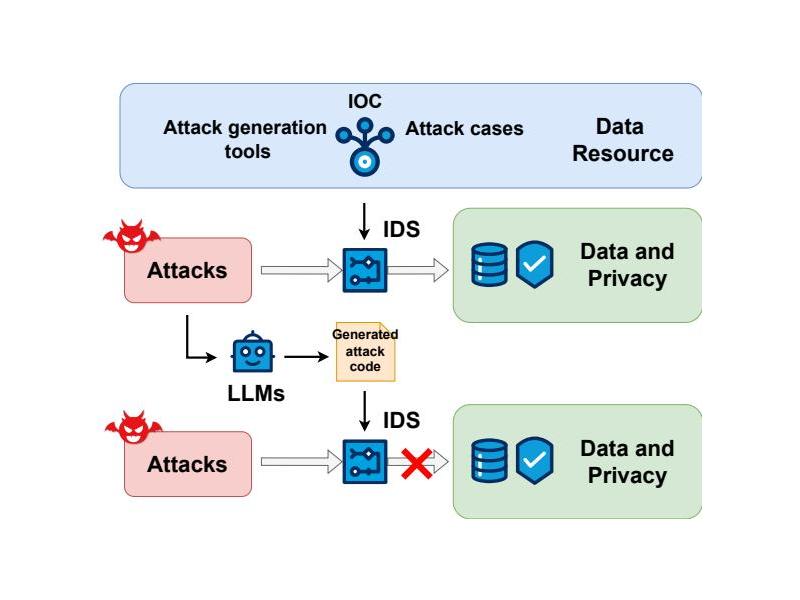 IOC
Attack generation
tools
Attack cases
Data
Resource
IDS
Attacks
Data and
Privacy
Generated
attack
code
LLMs
IDS
Attacks
Data and
Privacy